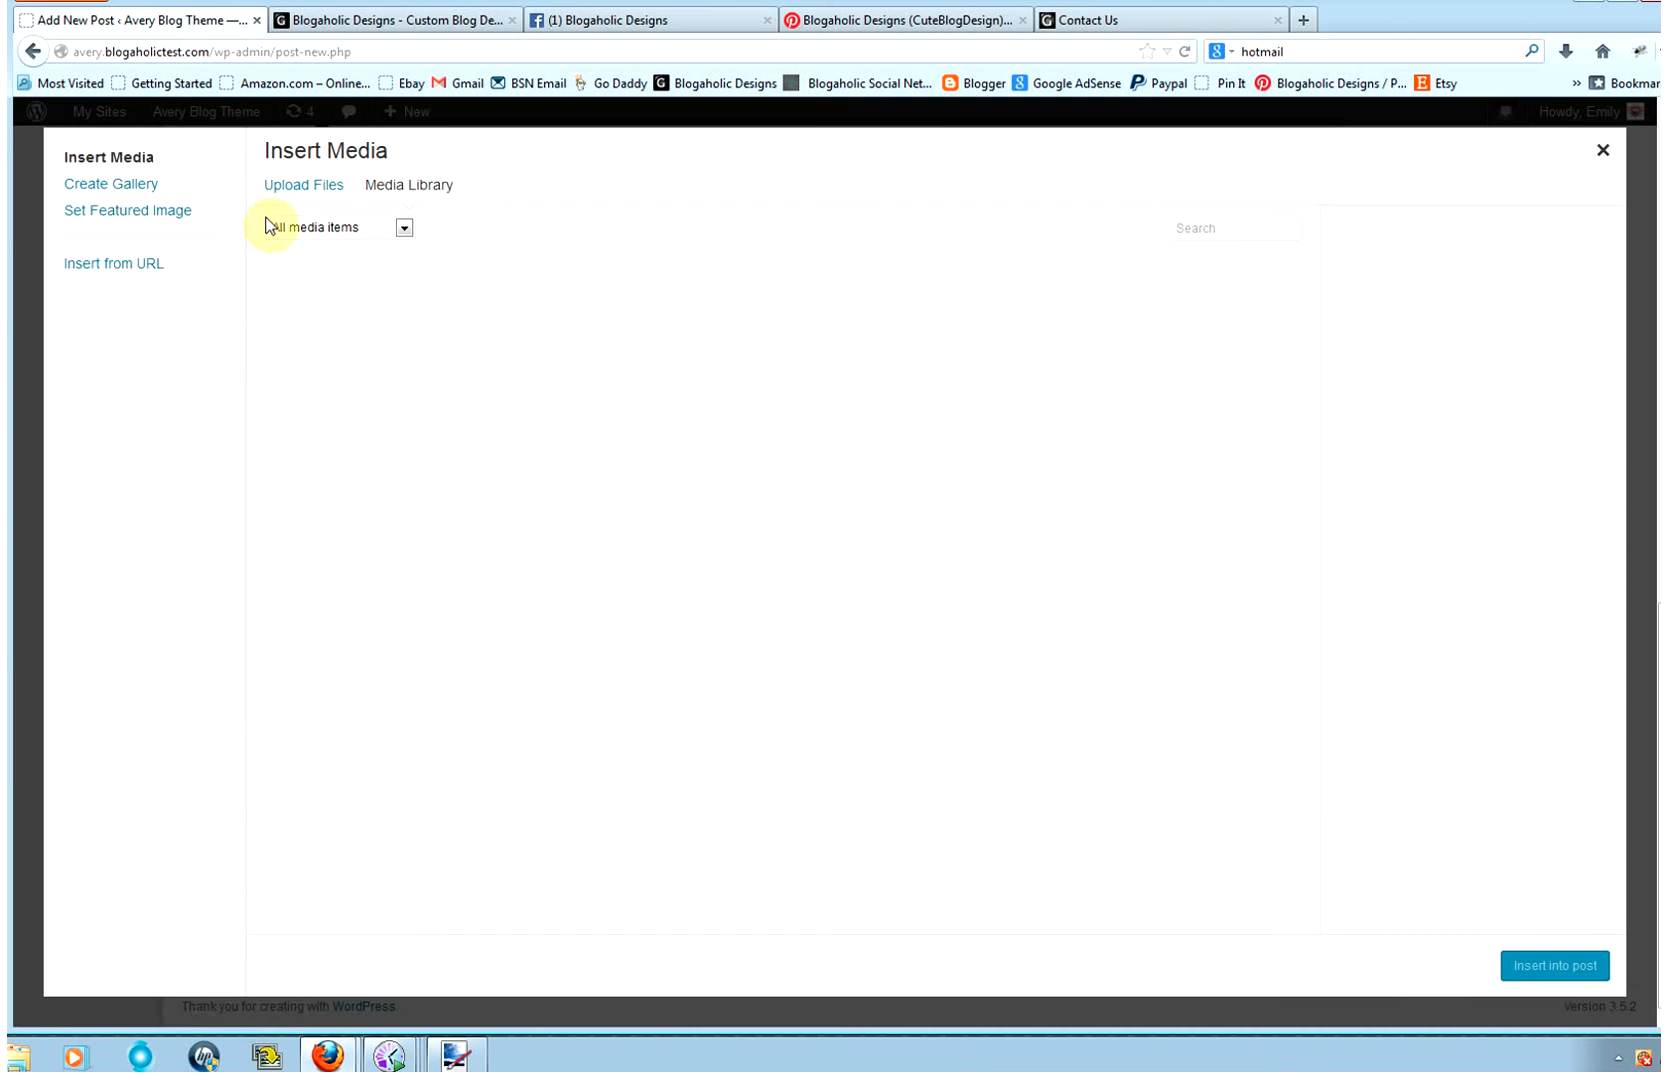 Add New Post ‹ Avery Blog Theme —...
Blogaholic Designs - Custom Blog De...
(1) Blogaholic Designs
Blogaholic Designs (CuteBlogDesign)...
Contact Us
avery.blogaholictest.com/wp-admin/post-new.php
hotmail
Most Visited
Getting Started
Amazon.com – Online...
Ebay
Gmail
BSN Email
Go Daddy
Blogaholic Designs
Blogaholic Social Net...
Blogger
Google AdSense
Paypal
Pin It
Blogaholic Designs / P...
Etsy
»
Bookmar
My Sites
Avery Blog Theme
4
New
Howdy, Emily
Insert Media
Create Gallery
Set Featured Image
Insert from URL
Insert Media
Upload Files
Media Library
All media items
Search
Insert into post
Thank you for creating with WordPress
Version 3.5.2